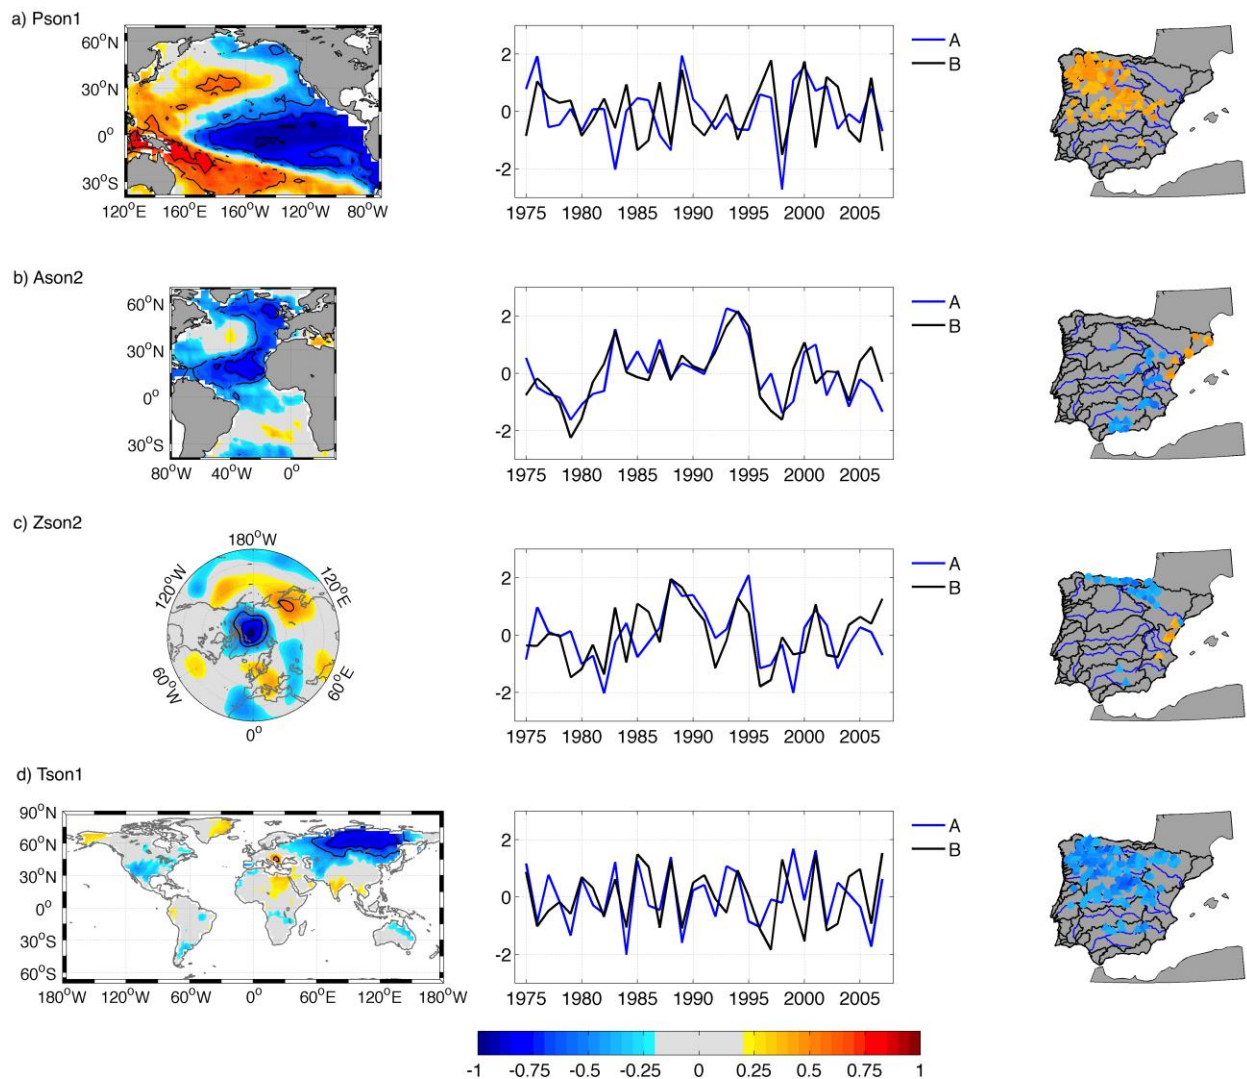 a) Pson1
60°N
30°N
0°
30°S
120°E 160°E 160°W 120°W 80°W
2
0
-2
1975 1980 1985 1990 1995 2000 2005
A
B
b) Ason2
60°N
30°N
0°
30°S
80°W 40°W 0°
2
0
-2
1975 1980 1985 1990 1995 2000 2005
A
B
c) Zson2
180°W
120°W 120°E
60°W 60°E
0°
2
0
-2
1975 1980 1985 1990 1995 2000 2005
A
B
d) Tson1
90°N
60°N
30°N
0°
30°S
60°S
180°W 120°W 60°W 0° 60°E 120°E 180°W
2
0
-2
1975 1980 1985 1990 1995 2000 2005
A
B
-1 -0.75 -0.5 -0.25 0 0.25 0.5 0.75 1